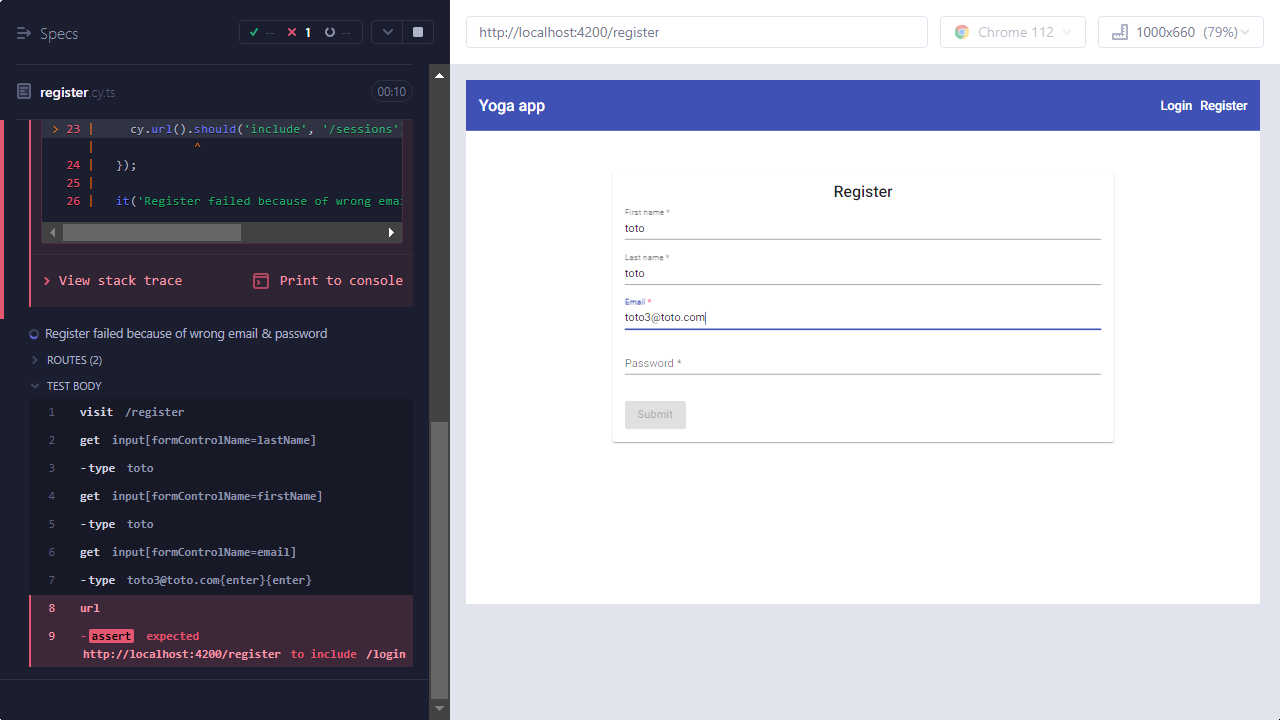 Specs
-- 1 --
register.cy.ts
00:10
> 23 | cy.url().should('include', '/sessions'
| ^
24 | });
25 |
26 | it('Register failed because of wrong emai
View stack trace
Print to console
Register failed because of wrong email & password
ROUTES (2)
TEST BODY
1 visit /register
2 get input[formControlName=lastName]
3 -type toto
4 get input[formControlName=firstName]
5 -type toto
6 get input[formControlName=email]
7 -type toto3@toto.com{enter}{enter}
8 url
9 -assert expected
http://localhost:4200/register to include /login
http://localhost:4200/register
Chrome 112
1000x660 (79%)
Yoga app
Login Register
Register
First name *
toto
Last name *
toto
Email *
toto3@toto.com
Password *
Submit